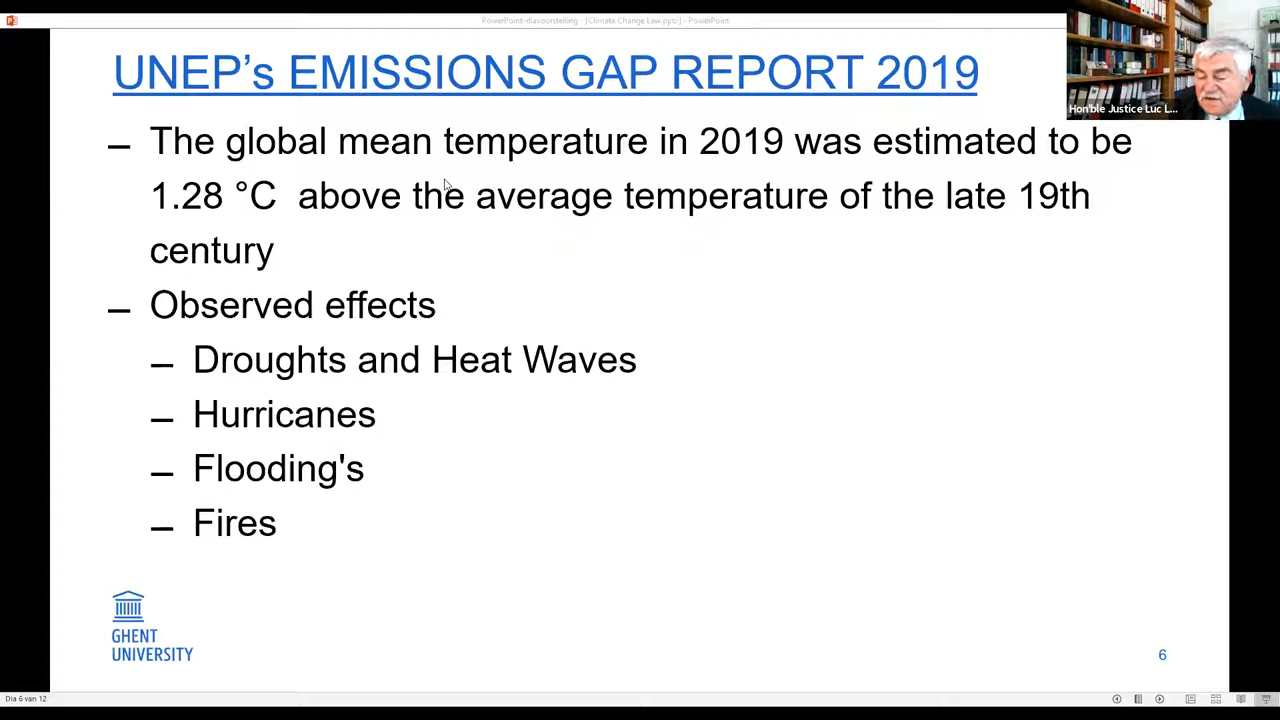 PowerPoint-diavoorstelling - [Climate Change Law.pptx] - PowerPoint
UNEP’s EMISSIONS GAP REPORT 2019
Hon'ble Justice Luc L...
– The global mean temperature in 2019 was estimated to be
1.28 °C above the average temperature of the late 19th
century
– Observed effects
– Droughts and Heat Waves
– Hurricanes
– Flooding's
– Fires
GHENT
UNIVERSITY
6
Dia 6 van 12